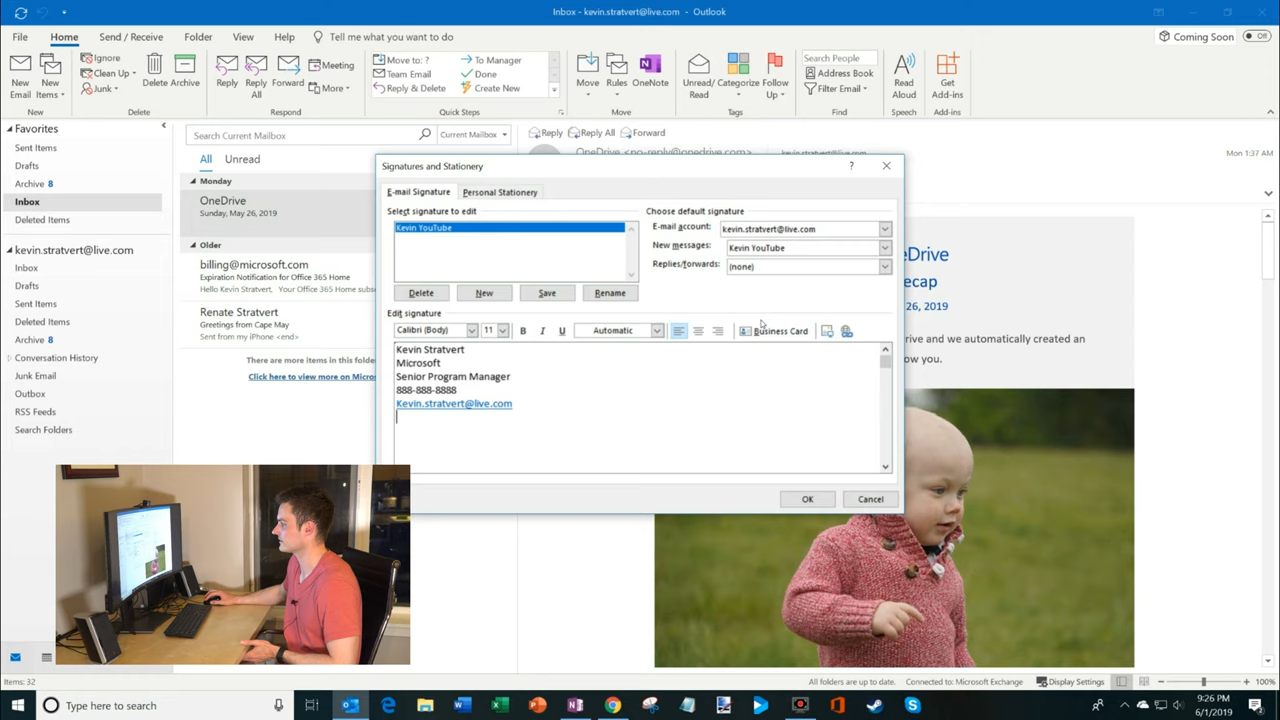 Inbox - kevin.stratvert@live.com - Outlook
File Home Send / Receive Folder View Help Tell me what you want to do
Coming Soon Off
New Email
New Items
Ignore
Clean Up
Junk
Delete
Archive
Reply
Reply All
Forward
Meeting
More
Move to: ?
Team Email
Reply & Delete
To Manager
Done
Create New
Move
Rules
OneNote
Unread/ Read
Categorize
Follow Up
Search People
Address Book
Filter Email
Read Aloud
Get Add-ins
New Delete Respond Quick Steps Move Tags Find Speech Add-ins
Favorites
Sent Items
Drafts
Archive 8
Inbox
Deleted Items
kevin.stratvert@live.com
Inbox
Drafts
Sent Items
Deleted Items
Archive 8
Conversation History
Junk Email
Outbox
RSS Feeds
Search Folders
Search Current Mailbox Current Mailbox
All Unread
Monday
OneDrive
Sunday, May 26, 2019
Older
billing@microsoft.com
Expiration Notification for Office 365 Home
Hello Kevin Stratvert, Your Office 365 Home subs
Renate Stratvert
Greetings from Cape May
Sent from my iPhone <end>
There are more items
Click here to view more on Micros
Reply Reply All Forward
OneDrive <no-reply@onedrive.com>
kevin.stratvert@live.com
Mon 1:37 AM
Signatures and Stationery ?
E-mail Signature Personal Stationery
Select signature to edit
Kevin YouTube
Delete New Save Rename
Choose default signature
E-mail account: kevin.stratvert@live.com
New messages: Kevin YouTube
Replies/forwards: (none)
Edit signature
Calibri (Body) 11 B I U Automatic Business Card
Kevin Stratvert
Microsoft
Senior Program Manager
888-888-8888
Kevin.stratvert@live.com
OK Cancel
eDrive
ecap
26, 2019
rive and we automatically created an
ow you.
Items: 32
All folders are up to date. Connected to: Microsoft Exchange Display Settings 100%
Type here to search
9:26 PM
6/1/2019